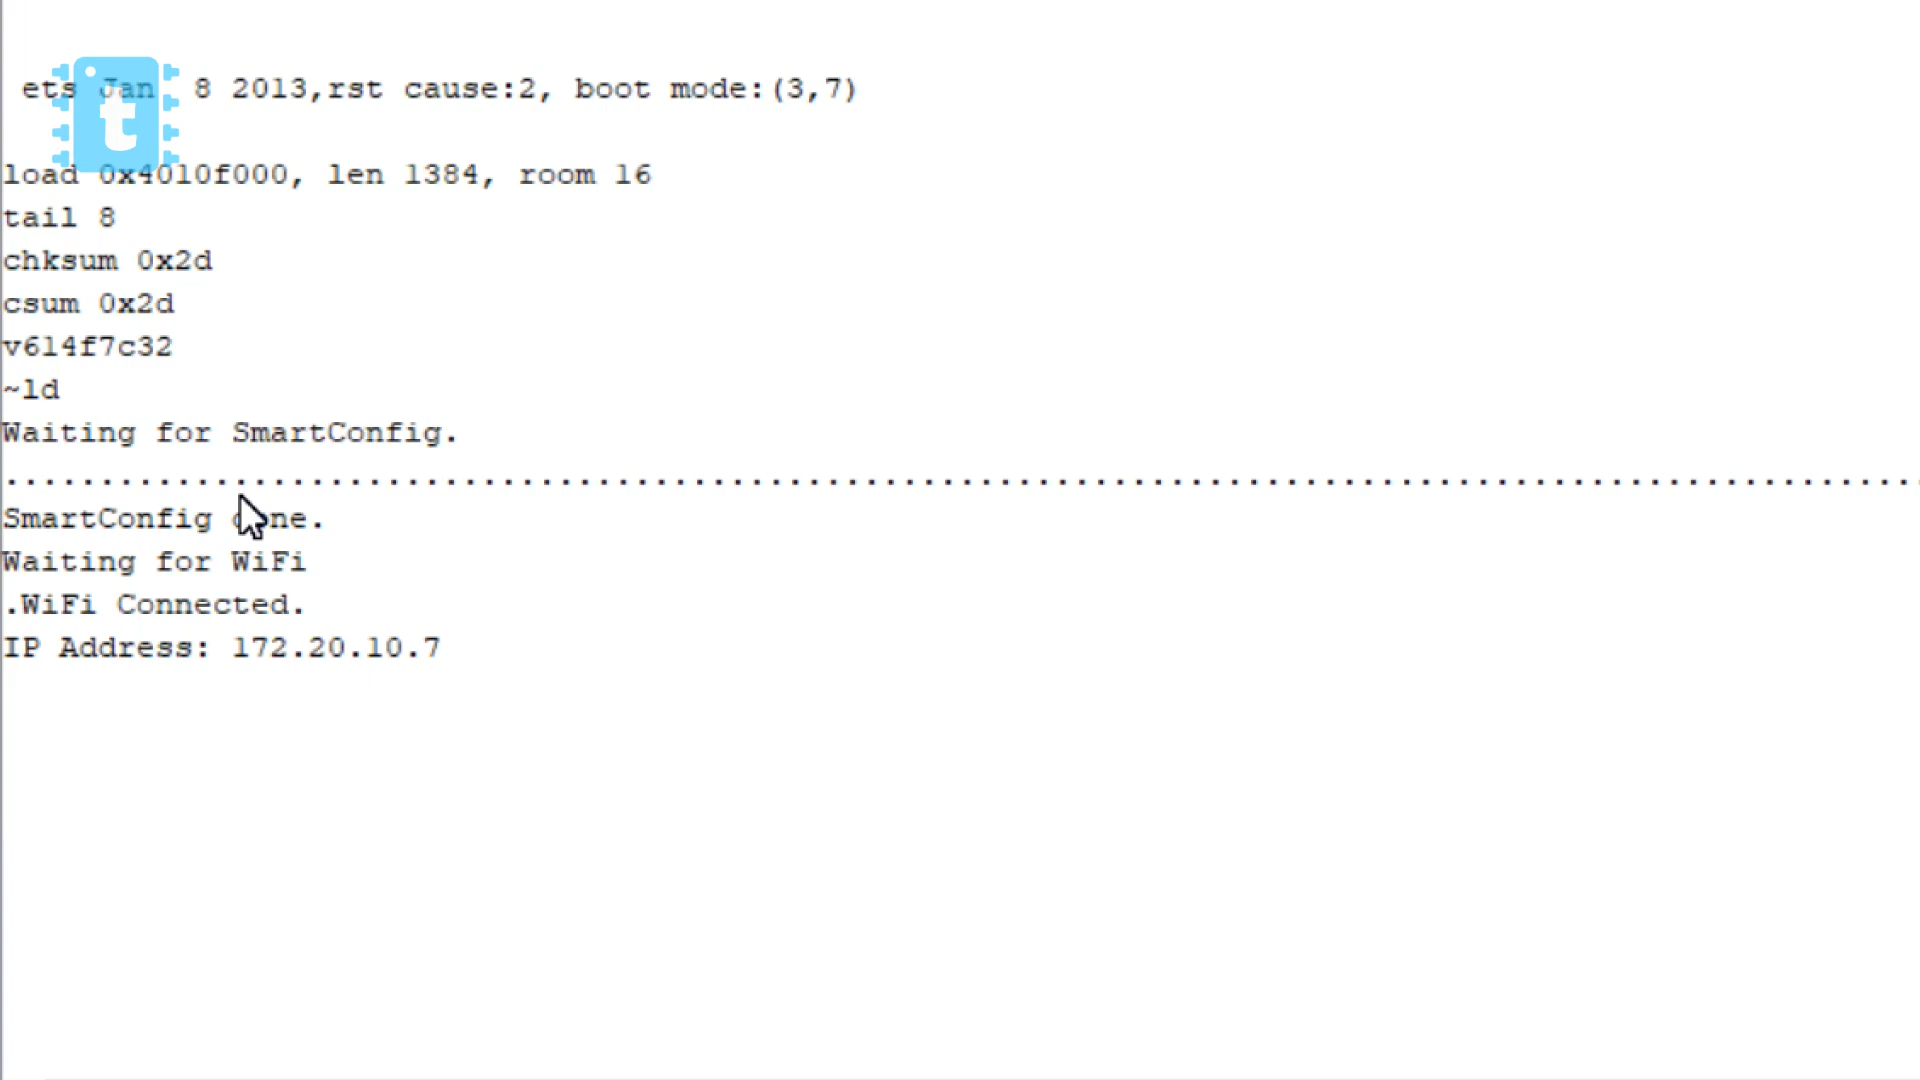 ets Jan  8 2013,rst cause:2, boot mode:(3,7)
load 0x4010f000, len 1384, room 16
tail 8
chksum 0x2d
csum 0x2d
v614f7c32
~ld
Waiting for SmartConfig.
....................................................................................................
SmartConfig done.
Waiting for WiFi
.WiFi Connected.
IP Address: 172.20.10.7
t